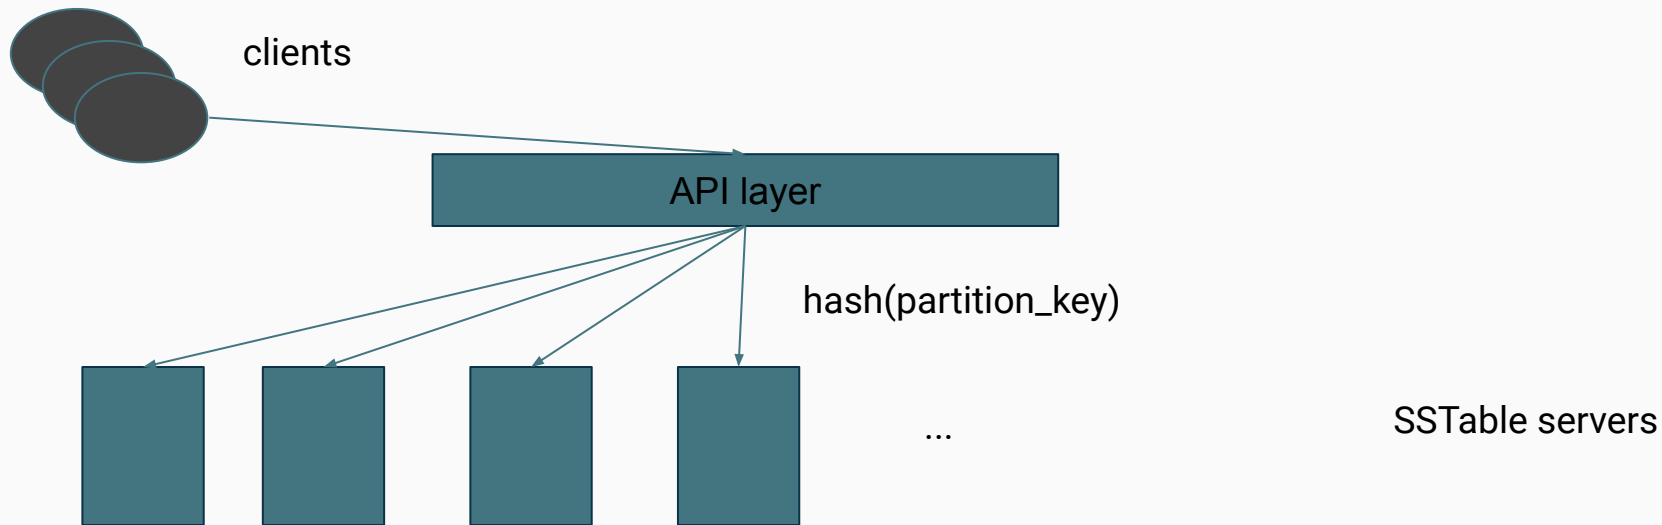 clients
API layer
hash(partition_key)
...
SSTable servers